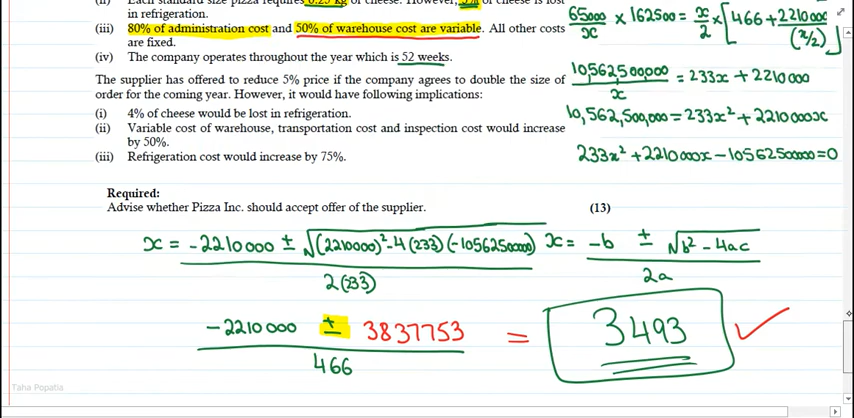 in refrigeration.
(iii) 80% of administration cost and 50% of warehouse cost are variable. All other costs are fixed.
(iv) The company operates throughout the year which is 52 weeks.
The supplier has offered to reduce 5% price if the company agrees to double the size of order for the coming year. However, it would have following implications:
(i) 4% of cheese would be lost in refrigeration.
(ii) Variable cost of warehouse, transportation cost and inspection cost would increase by 50%.
(iii) Refrigeration cost would increase by 75%.
Required:
Advise whether Pizza Inc. should accept offer of the supplier. (13)
65000/x × 162500 = x/2 × [466 + 2210000/(x/2)]
10,562,500,000/x = 233x + 2210000
10,562,500,000 = 233x² + 2210000x
233x² + 2210000x - 10562500000 = 0
x = -2210000 ± √(2210000)² - 4(233)(-10562500000) / 2(233)
x = -b ± √b² - 4ac / 2a
-2210000 ± 3837753 / 466 = 3493 ✓
Taha Popatia